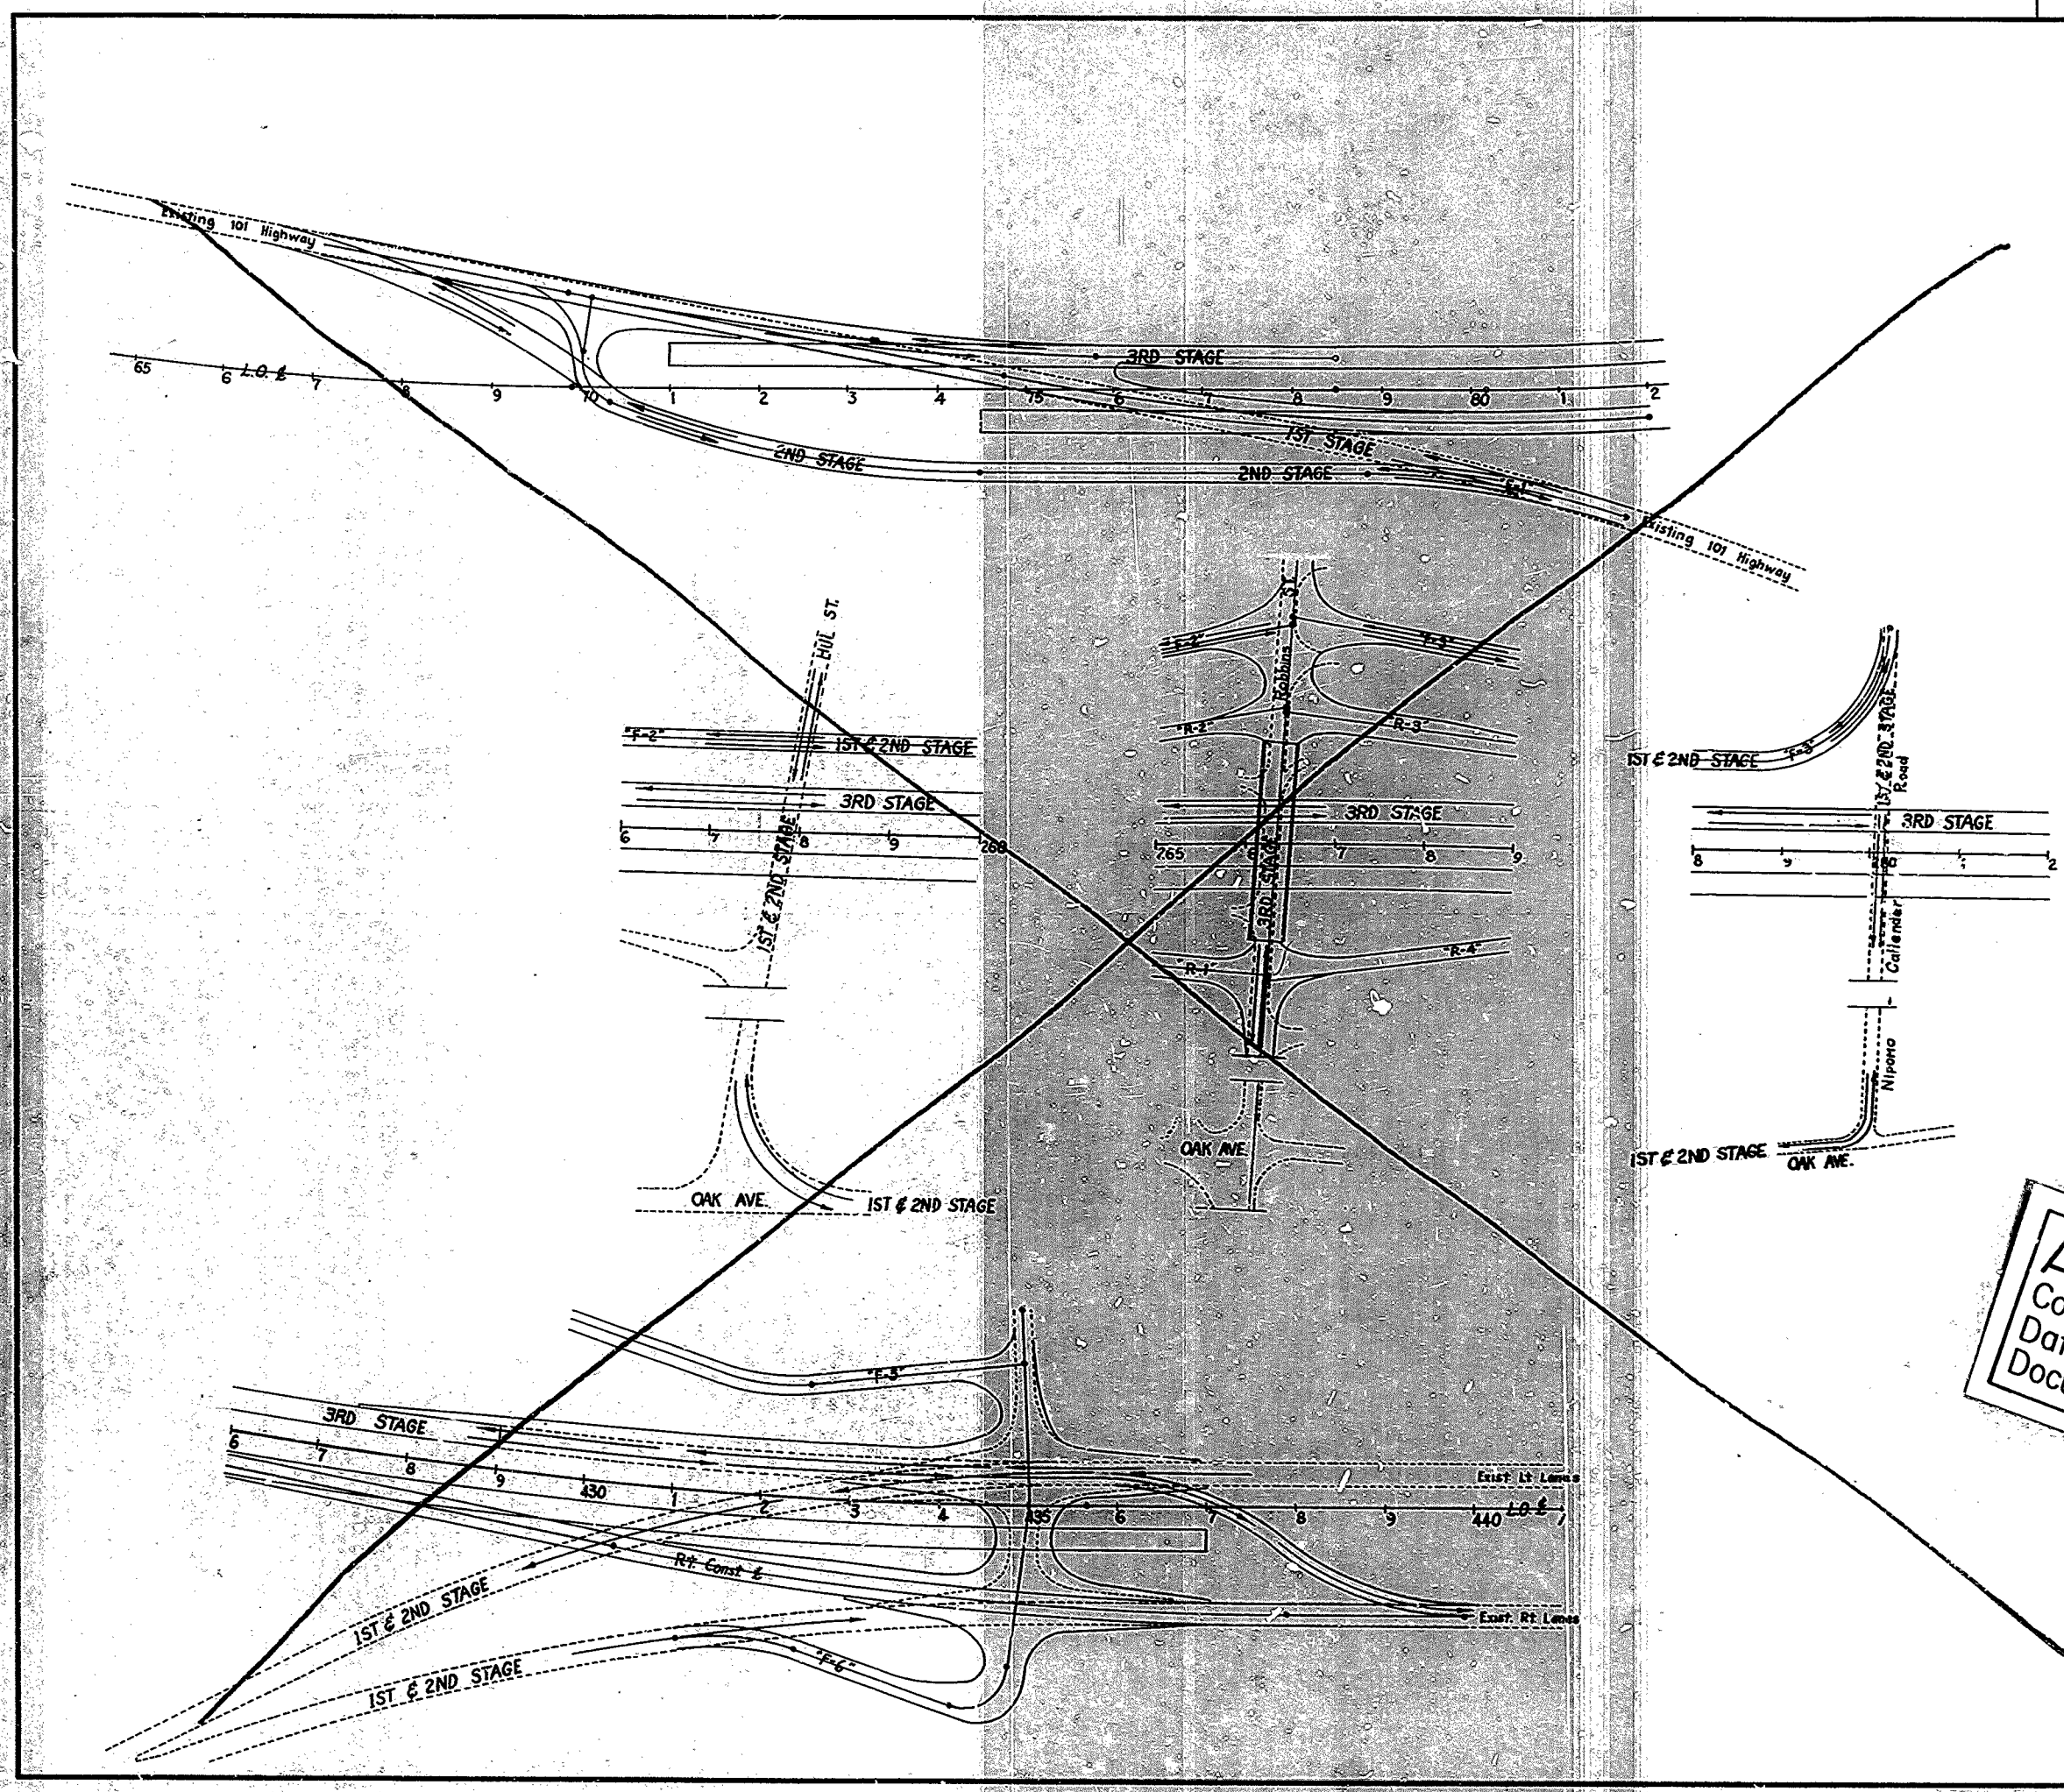 Existing 101 Highway
65 6 L.O. ℄ 7 8 9 70 1 2 3 4 75 6 7 8 9 80 1 2
3RD STAGE
1ST STAGE
2ND STAGE
2ND STAGE
"F-1"
Existing 101 Highway
HILL ST.
"F-2"
1ST & 2ND STAGE
3RD STAGE
6 7 8 9 260
1ST & 2ND STAGE
OAK AVE.
1ST & 2ND STAGE
St.
Robbins
"F-2"
"F-3"
"R-2"
"R-3"
3RD STAGE
265 6 7 8 9
3RD STAGE
"R-1"
"R-4"
OAK AVE.
1ST & 2ND STAGE
"F-3"
1ST & 2ND STAGE
Road
3RD STAGE
8 9 80 1 2
Callender
Nipomo
1ST & 2ND STAGE
OAK AVE.
"F-5"
3RD STAGE
6 7 8 9 430 1 2 3 4 435 6 7 8 9 440 L.O. ℄ 1
Exist. Lt Lanes
Rt. Const ℄
Exist. Rt Lanes
1ST & 2ND STAGE
1ST & 2ND STAGE
"F-6"